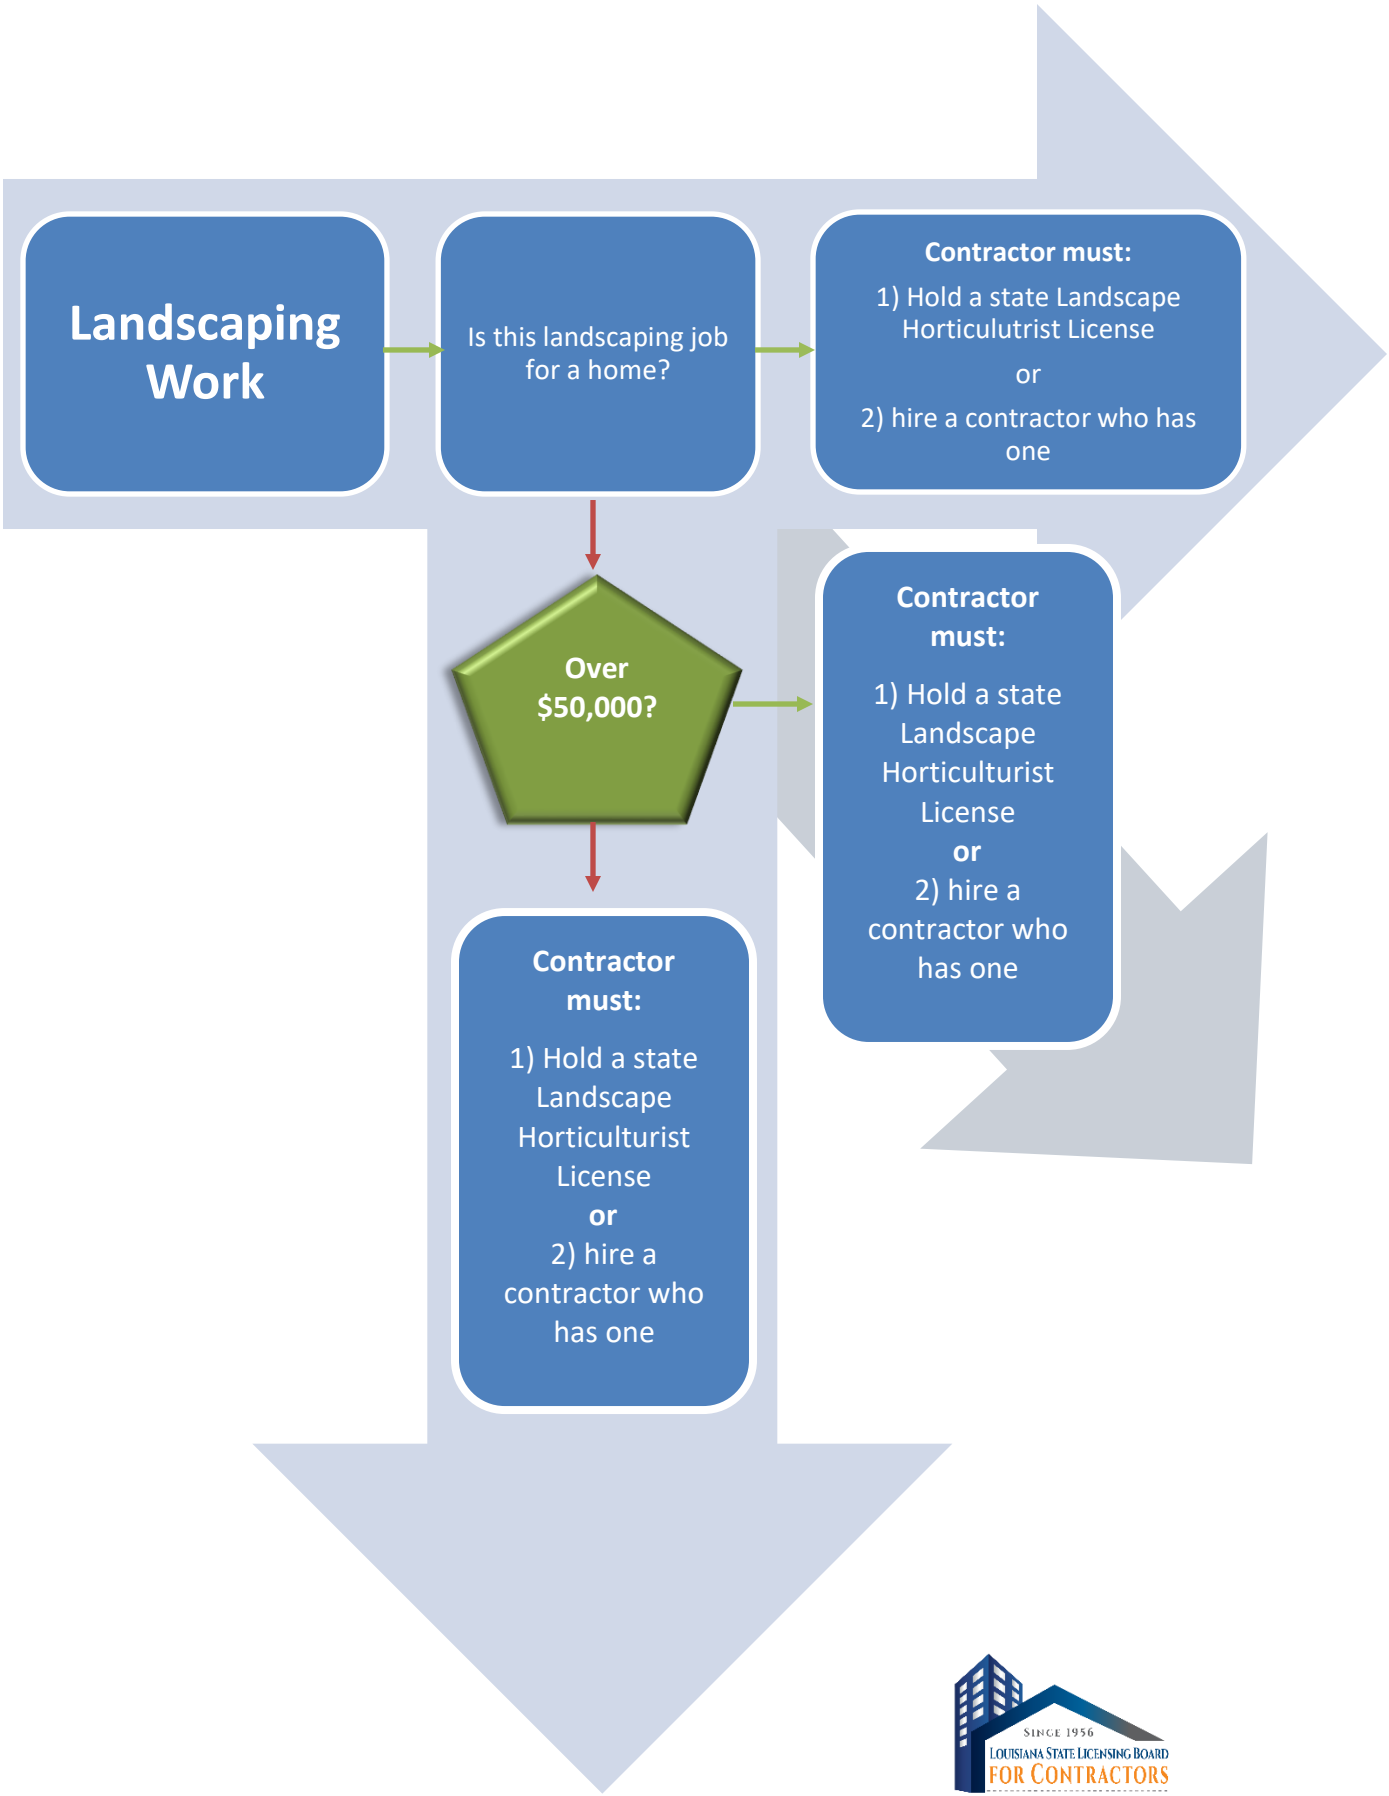 Landscaping
Work
Is this landscaping job
for a home?
Contractor must:
1) Hold a state Landscape
Horticulutrist License
or
2) hire a contractor who has
one
Over
$50,000?
Contractor
must:
1) Hold a state
Landscape
Horticulturist
License
or
2) hire a
contractor who
has one
Contractor
must:
1) Hold a state
Landscape
Horticulturist
License
or
2) hire a
contractor who
has one
SINCE 1956
LOUISIANA STATE LICENSING BOARD
FOR CONTRACTORS